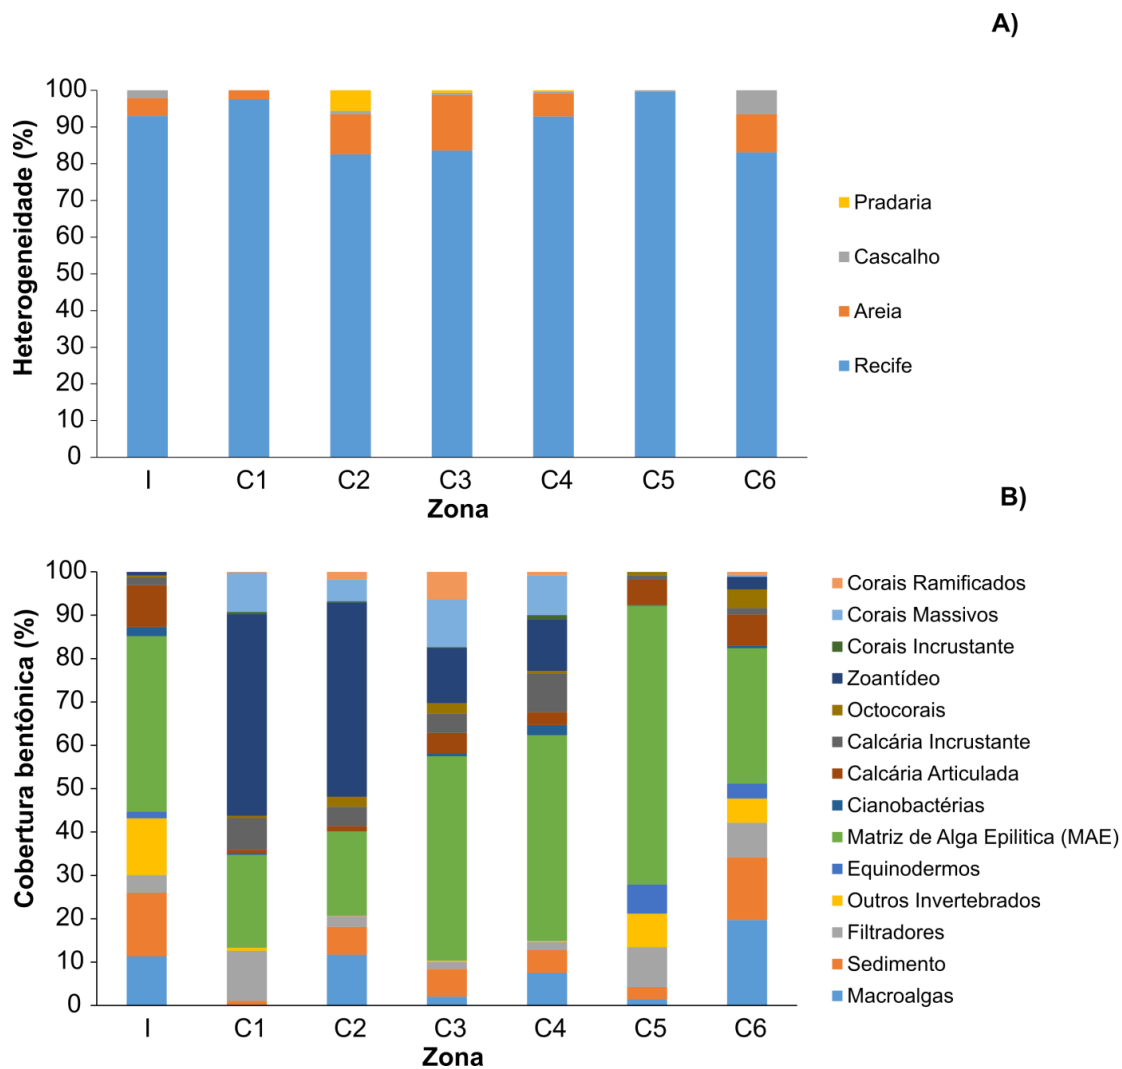 A)
Heterogeneidade (%)
100
90
80
70
60
50
40
30
20
10
0
I C1 C2 C3 C4 C5 C6
Zona
Pradaria
Cascalho
Areia
Recife
B)
Cobertura bentônica (%)
100
90
80
70
60
50
40
30
20
10
0
I C1 C2 C3 C4 C5 C6
Zona
Corais Ramificados
Corais Massivos
Corais Incrustante
Zoantídeo
Octocorais
Calcária Incrustante
Calcária Articulada
Cianobactérias
Matriz de Alga Epilitica (MAE)
Equinodermos
Outros Invertebrados
Filtradores
Sedimento
Macroalgas